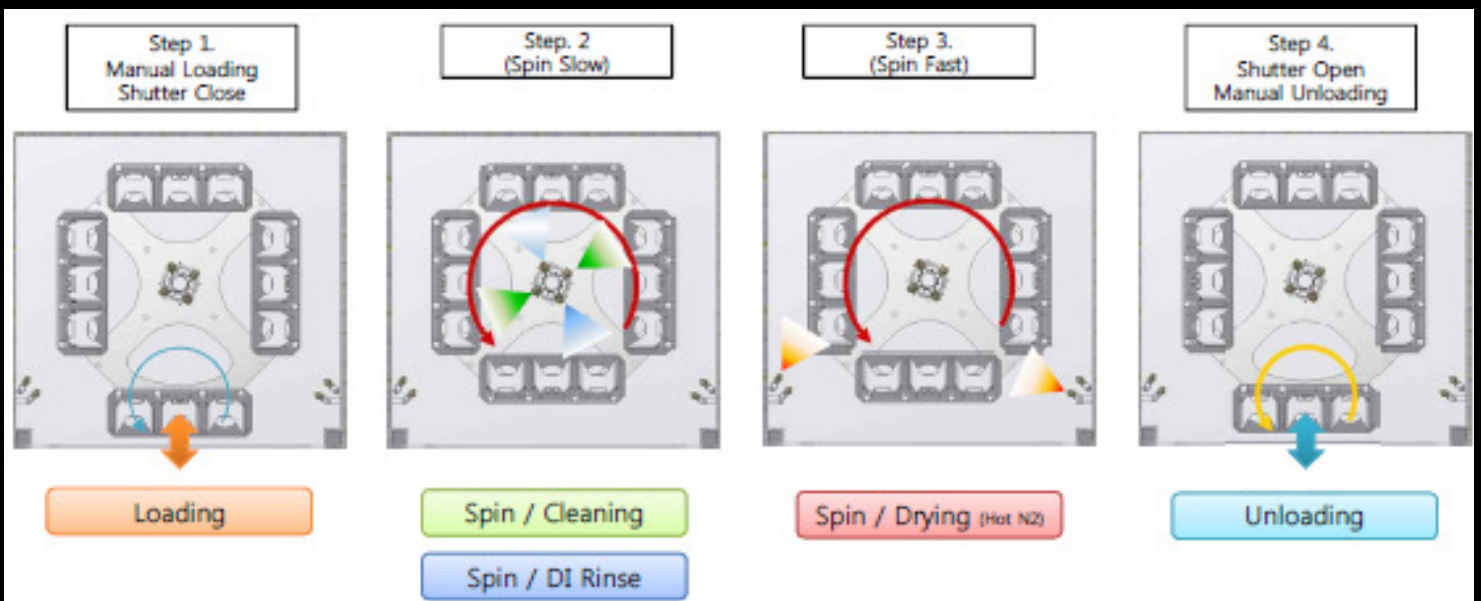 Step 1.
Manual Loading
Shutter Close
Step. 2
(Spin Slow)
Step 3.
(Spin Fast)
Step 4.
Shutter Open
Manual Unloading
Loading
Spin / Cleaning
Spin / DI Rinse
Spin / Drying (Hot N2)
Unloading